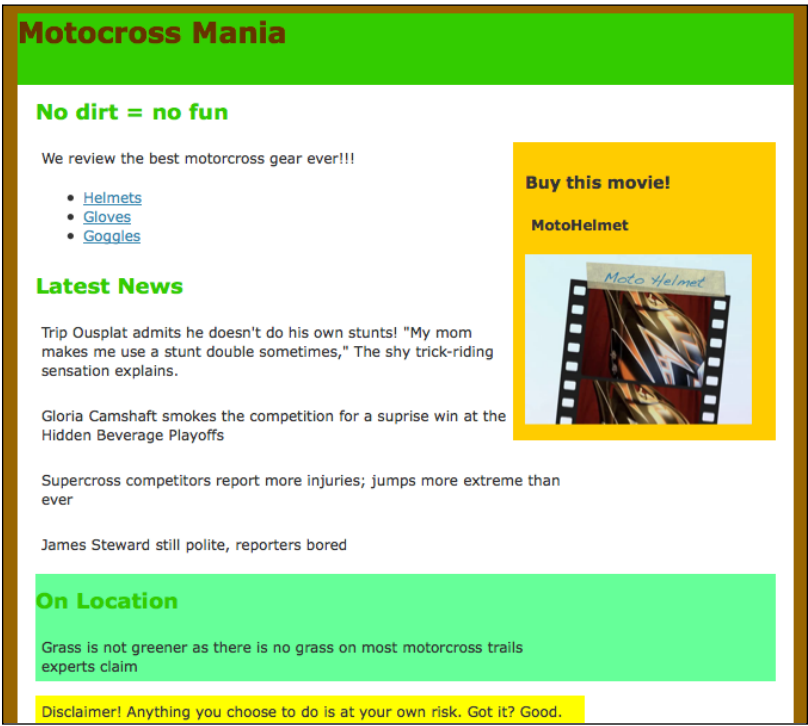 Motocross Mania
No dirt = no fun
We review the best motorcross gear ever!!!
Helmets
Gloves
Goggles
Buy this movie!
MotoHelmet
Moto Helmet
Latest News
Trip Ousplat admits he doesn't do his own stunts! "My mom
makes me use a stunt double sometimes," The shy trick-riding
sensation explains.
Gloria Camshaft smokes the competition for a suprise win at the
Hidden Beverage Playoffs
Supercross competitors report more injuries; jumps more extreme than
ever
James Steward still polite, reporters bored
On Location
Grass is not greener as there is no grass on most motorcross trails
experts claim
Disclaimer! Anything you choose to do is at your own risk. Got it? Good.